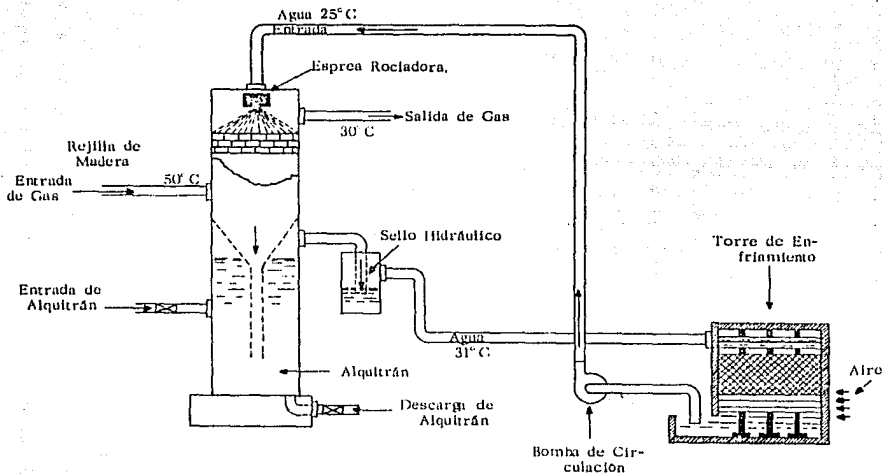 Agua 25°C
Entrada
Esprea Rociadora.
Salida de Gas
30°C
Rejilla de
Madera
Entrada
de Gas
50°C
Sello Hidráulico
Torre de En-
friamiento
Entrada de
Alquitrán
Agua
31°C
Aire
Alquitrán
Descarga de
Alquitrán
Bomba de Cir-
culación